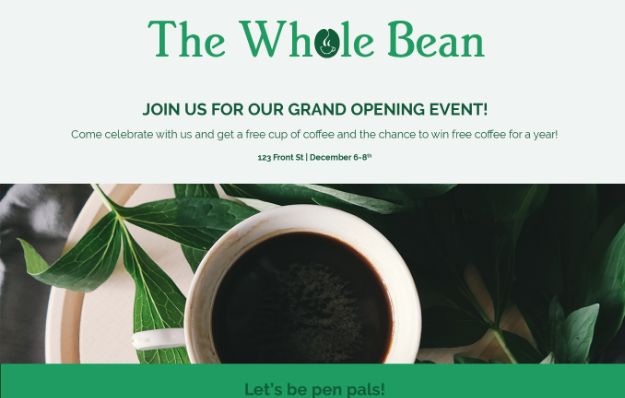 The Whole Bean
JOIN US FOR OUR GRAND OPENING EVENT!
Come celebrate with us and get a free cup of coffee and the chance to win free coffee for a year!
123 Front St | December 6-8th
Let's be pen pals!